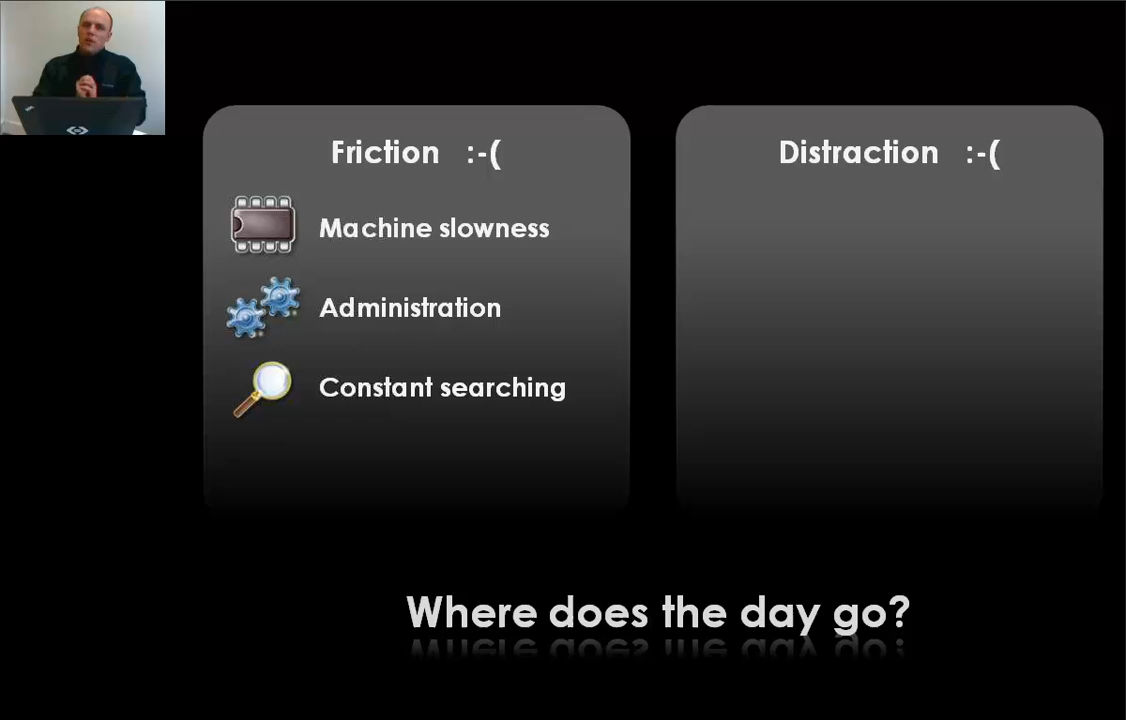 Friction :-(
Machine slowness
Administration
Constant searching
Distraction :-(
Where does the day go?